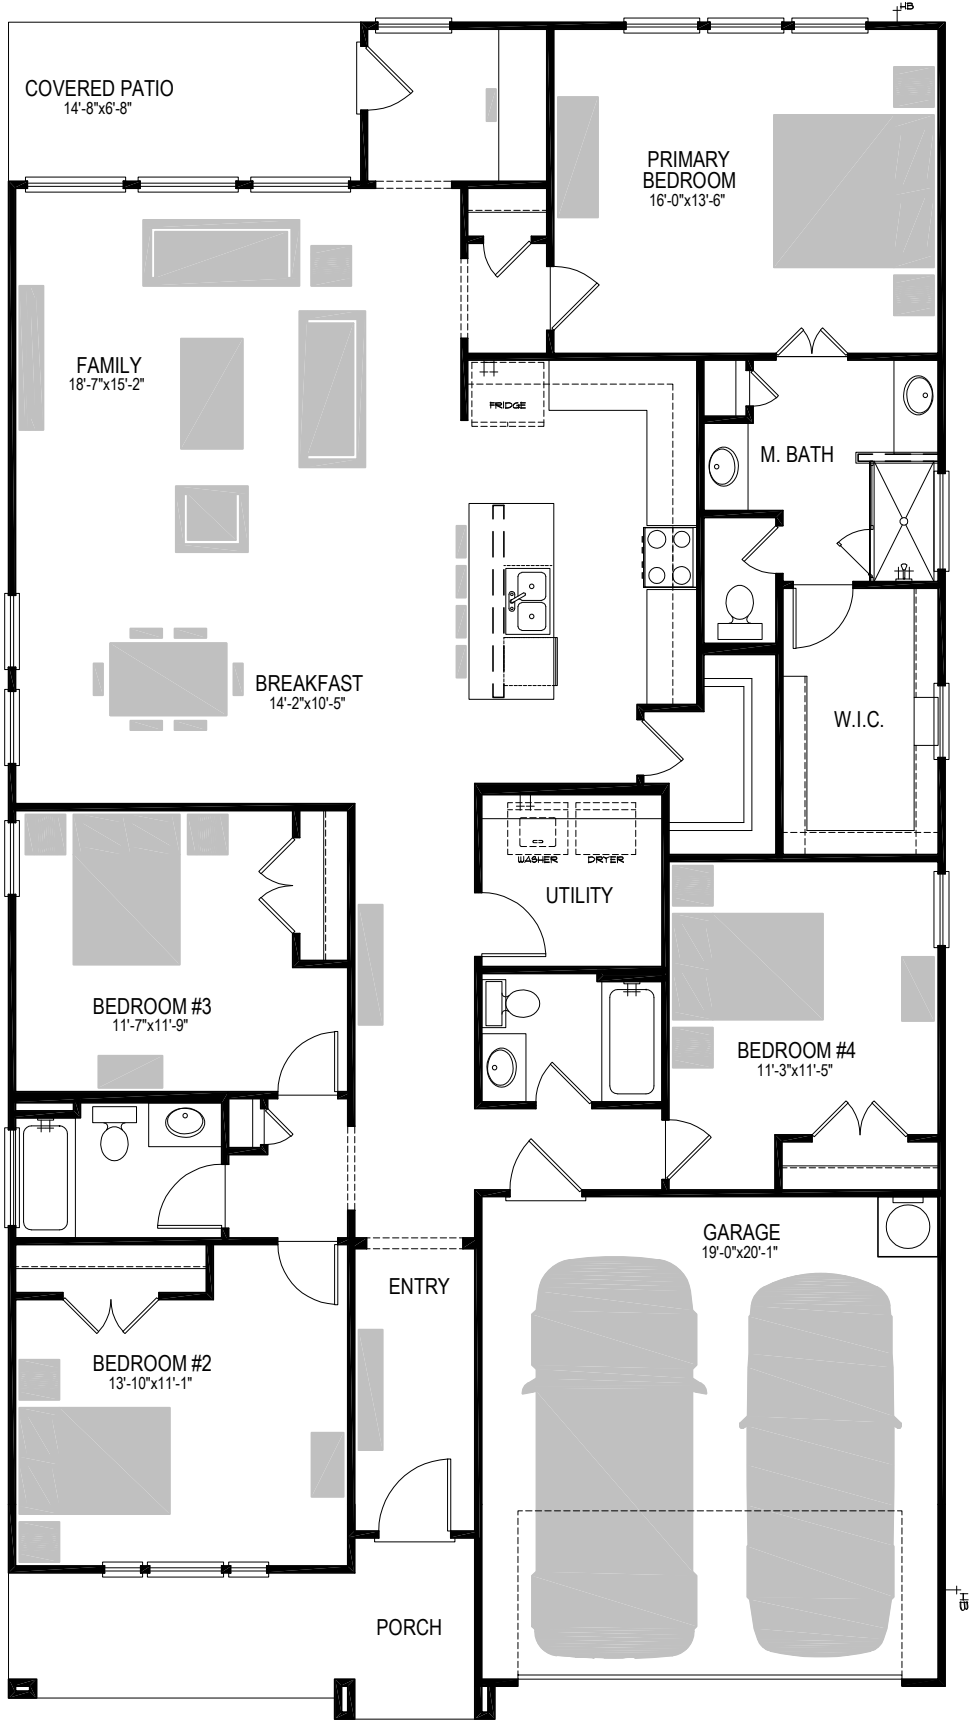 HB
COVERED PATIO
14'-8"x6'-8"
PRIMARY
BEDROOM
16'-0"x13'-6"
FAMILY
18'-7"x15'-2"
FRIDGE
M. BATH
BREAKFAST
14'-2"x10'-5"
W.I.C.
WASHER
DRYER
UTILITY
BEDROOM #3
11'-7"x11'-9"
BEDROOM #4
11'-3"x11'-5"
GARAGE
19'-0"x20'-1"
ENTRY
BEDROOM #2
13'-10"x11'-1"
HB
PORCH